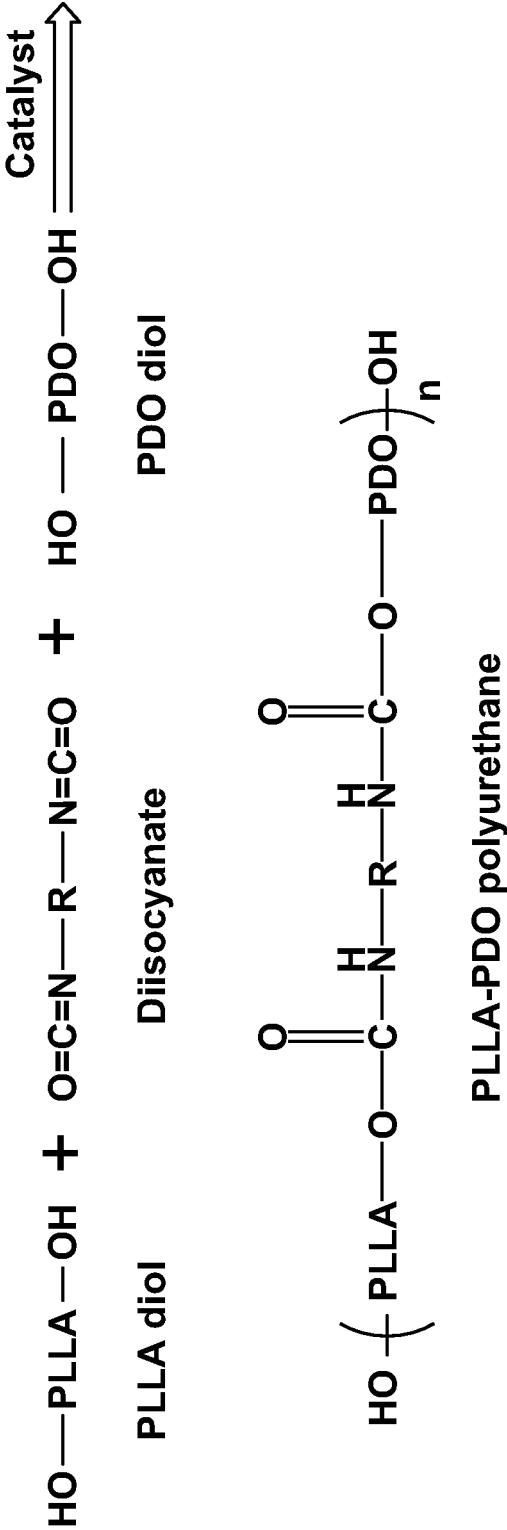 HO—PLLA—OH + O=C=N—R—N=C=O + HO—PDO—OH Catalyst
PLLA diol Diisocyanate PDO diol
O O
H H
HO ( PLLA—O—C—N—R—N—C—O—PDO ) OH
n
PLLA-PDO polyurethane